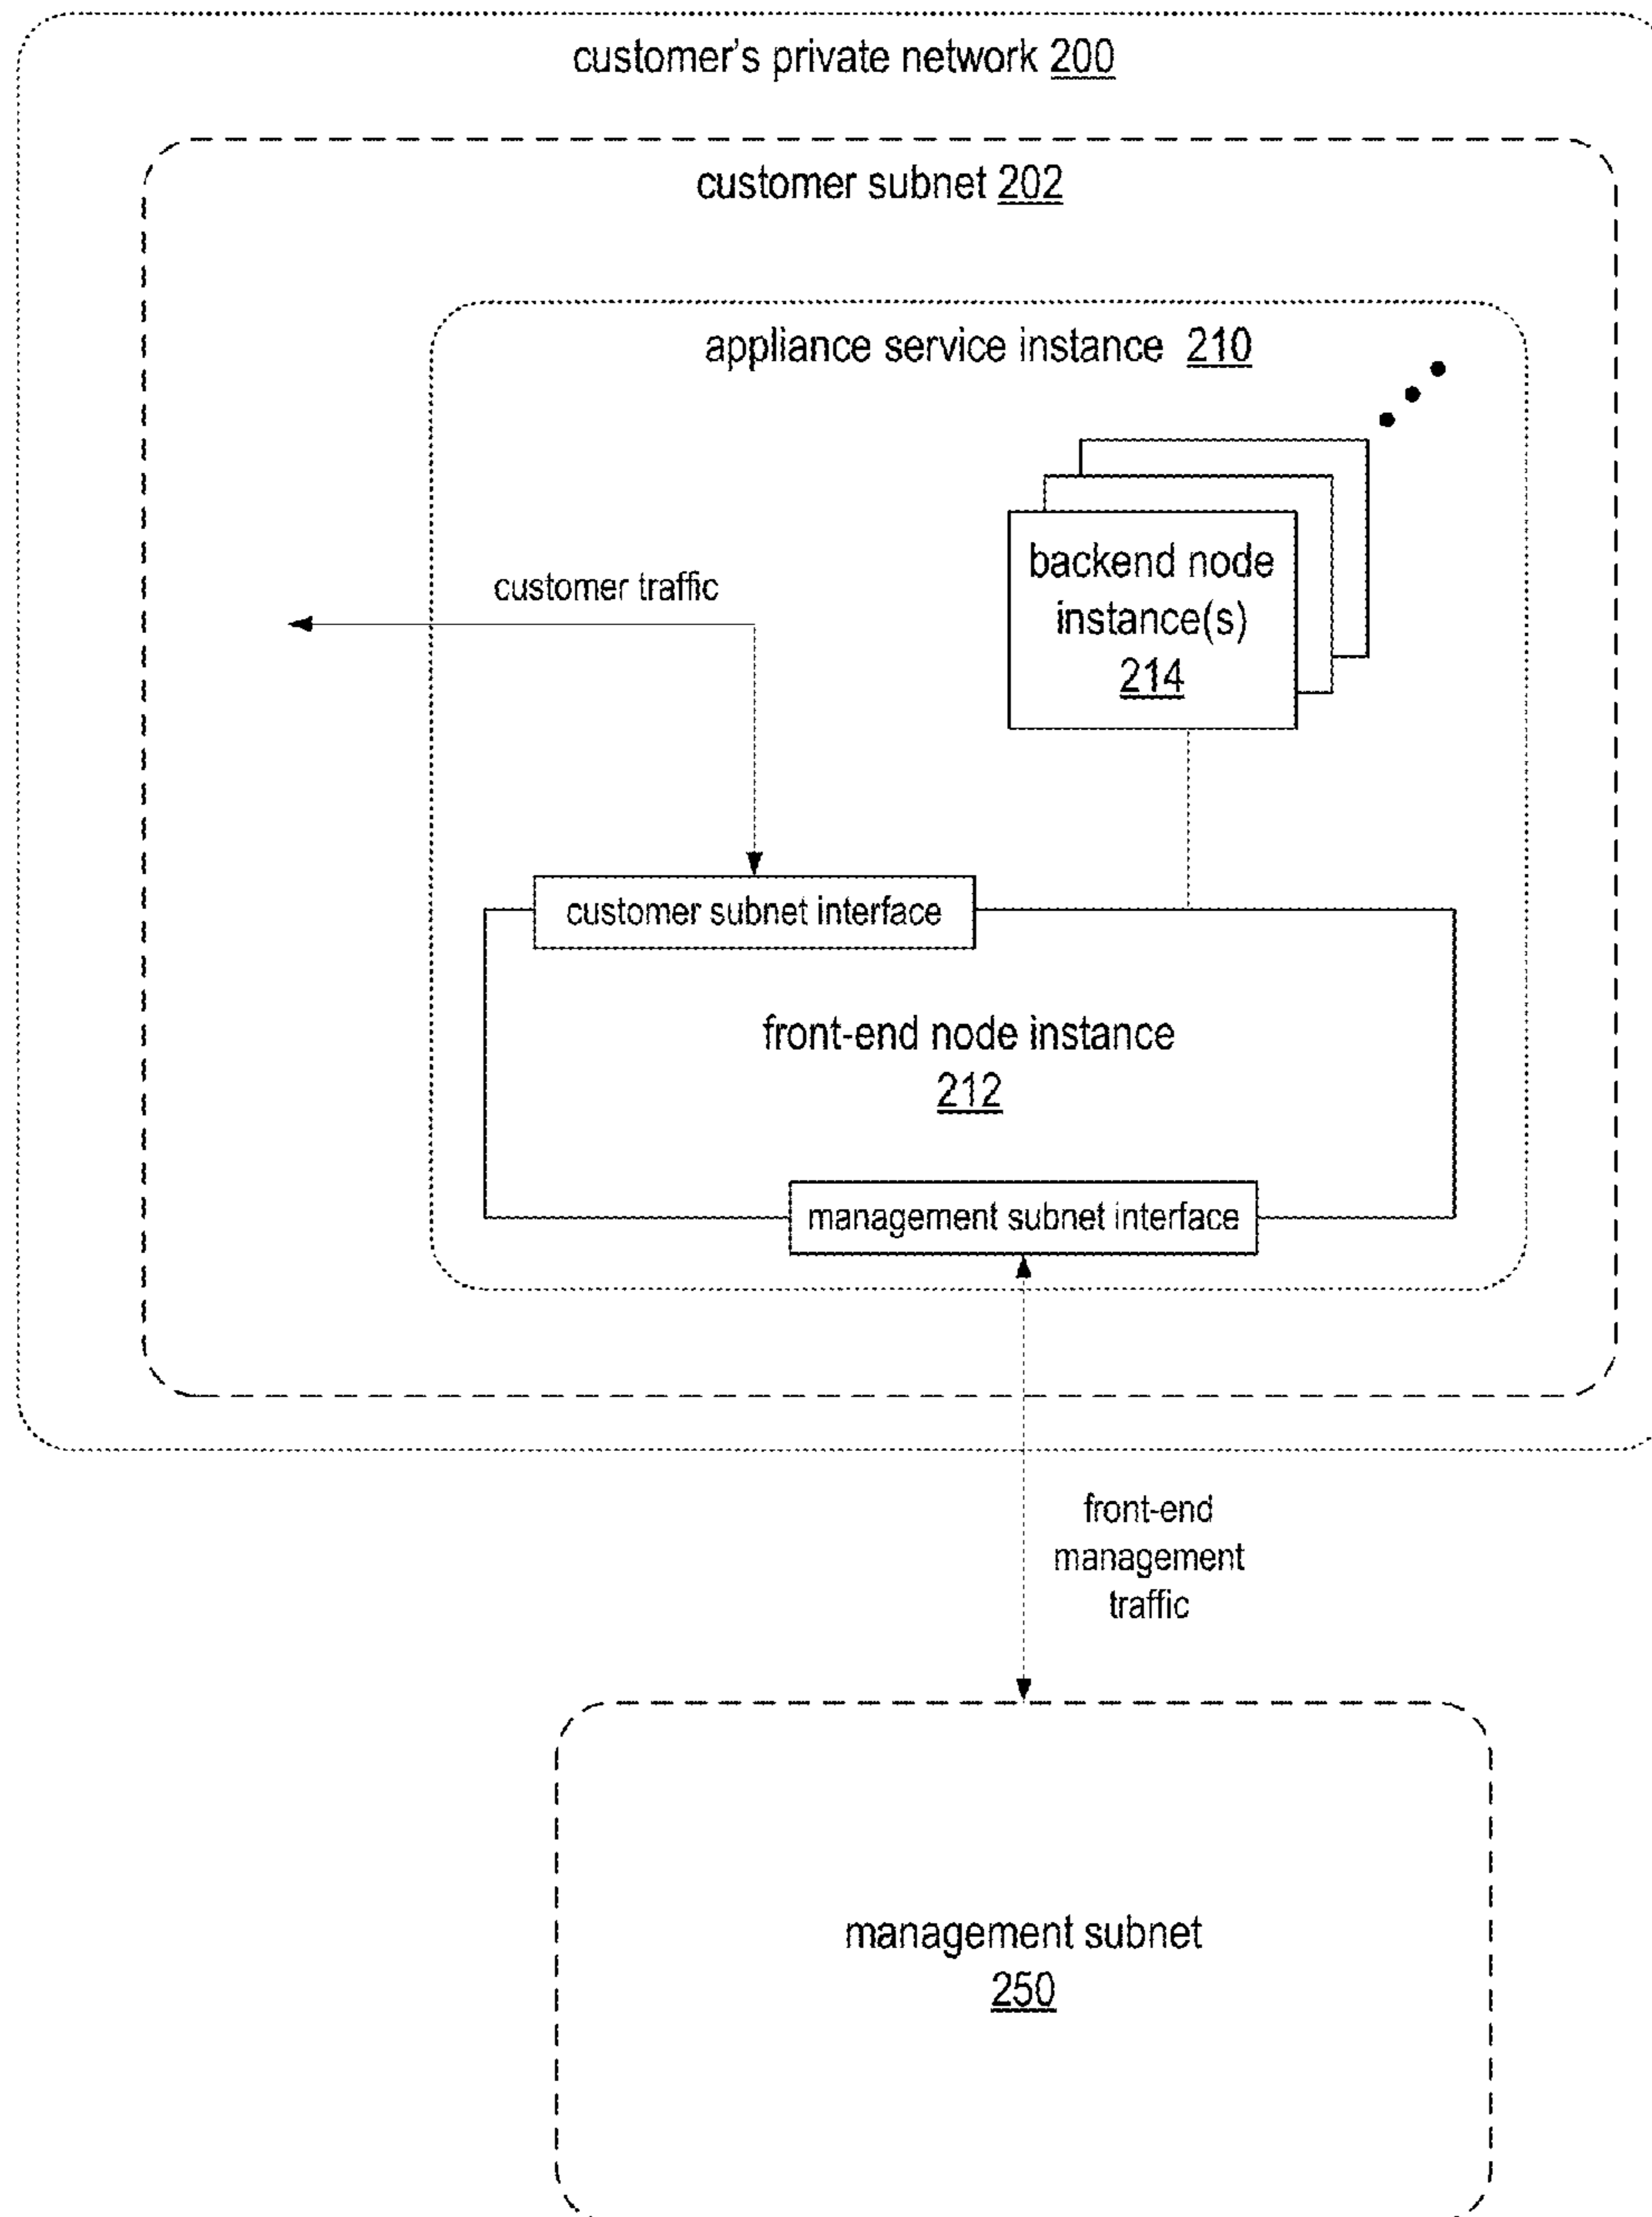 customer's private network 200
customer subnet 202
appliance service instance 210
backend node
instance(s)
214
customer traffic
customer subnet interface
front-end node instance
212
management subnet interface
front-end
management
traffic
management subnet
250